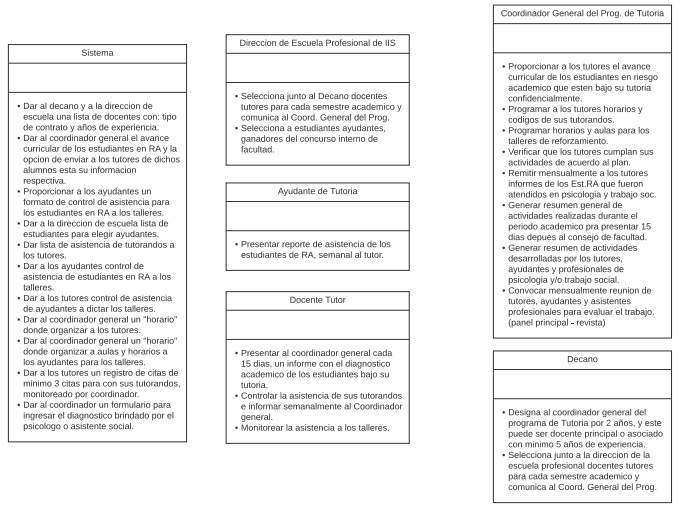 Sistema
• Dar al decano y a la direccion de
escuela una lista de docentes con: tipo
de contrato y años de experiencia.
• Dar al coordinador general el avance
curricular de los estudiantes en RA y la
opcion de enviar a los tutores de dichos
alumnos esta su informacion
respectiva.
• Proporcionar a los ayudantes un
formato de control de asistencia para
los estudiantes en RA a los talleres.
• Dar a la direccion de escuela lista de
estudiantes para elegir ayudantes.
• Dar lista de asistencia de tutorandos a
los tutores.
• Dar a los ayudantes control de
asistencia de estudiantes en RA a los
talleres.
• Dar a los tutores control de asistencia
de ayudantes a dictar los talleres.
• Dar al coordinador general un "horario"
donde organizar a los tutores.
• Dar al coordinador general un "horario"
donde organizar a aulas y horarios a
los ayudantes para los talleres.
• Dar a los tutores un registro de citas de
minimo 3 citas para con sus tutorandos,
monitoreado por coordinador.
• Dar al coordinador un formulario para
ingresar el diagnostico brindado por el
psicologo o asistente social.
Direccion de Escuela Profesional de IIS
• Selecciona junto al Decano docentes
tutores para cada semestre academico y
comunica al Coord. General del Prog.
• Selecciona a estudiantes ayudantes,
ganadores del concurso interno de
facultad.
Ayudante de Tutoria
• Presentar reporte de asistencia de los
estudiantes de RA, semanal al tutor.
Docente Tutor
• Presentar al coordinador general cada
15 dias, un informe con el diagnostico
academico de los estudiantes bajo su
tutoria.
• Controlar la asistencia de sus tutorandos
e informar semanalmente al Coordinador
general.
• Monitorear la asistencia a los talleres.
Coordinador General del Prog. de Tutoria
• Proporcionar a los tutores el avance
curricular de los estudiantes en riesgo
academico que esten bajo su tutoria
confidencialmente.
• Programar a los tutores horarios y
codigos de sus tutorandos.
• Programar horarios y aulas para los
talleres de reforzamiento.
• Verificar que los tutores cumplan sus
actividades de acuerdo al plan.
• Remitir mensualmente a los tutores
informes de los Est.RA que fueron
atendidos en psicologia y trabajo soc.
• Generar resumen general de
actividades realizadas durante el
periodo academico pra presentar 15
dias depues al consejo de facultad.
• Generar resumen de actividades
desarrolladas por los tutores,
ayudantes y profesionales de
psicologia y/o trabajo social.
• Convocar mensualmente reunion de
tutores, ayudantes y asistentes
profesionales para evaluar el trabajo.
(panel principal - revista)
Decano
• Designa al coordinador general del
programa de Tutoria por 2 años, y este
puede ser docente principal o asociado
con minimo 5 años de experiencia.
• Selecciona junto a la direccion de la
escuela profesional docentes tutores
para cada semestre academico y
comunica al Coord. General del Prog.